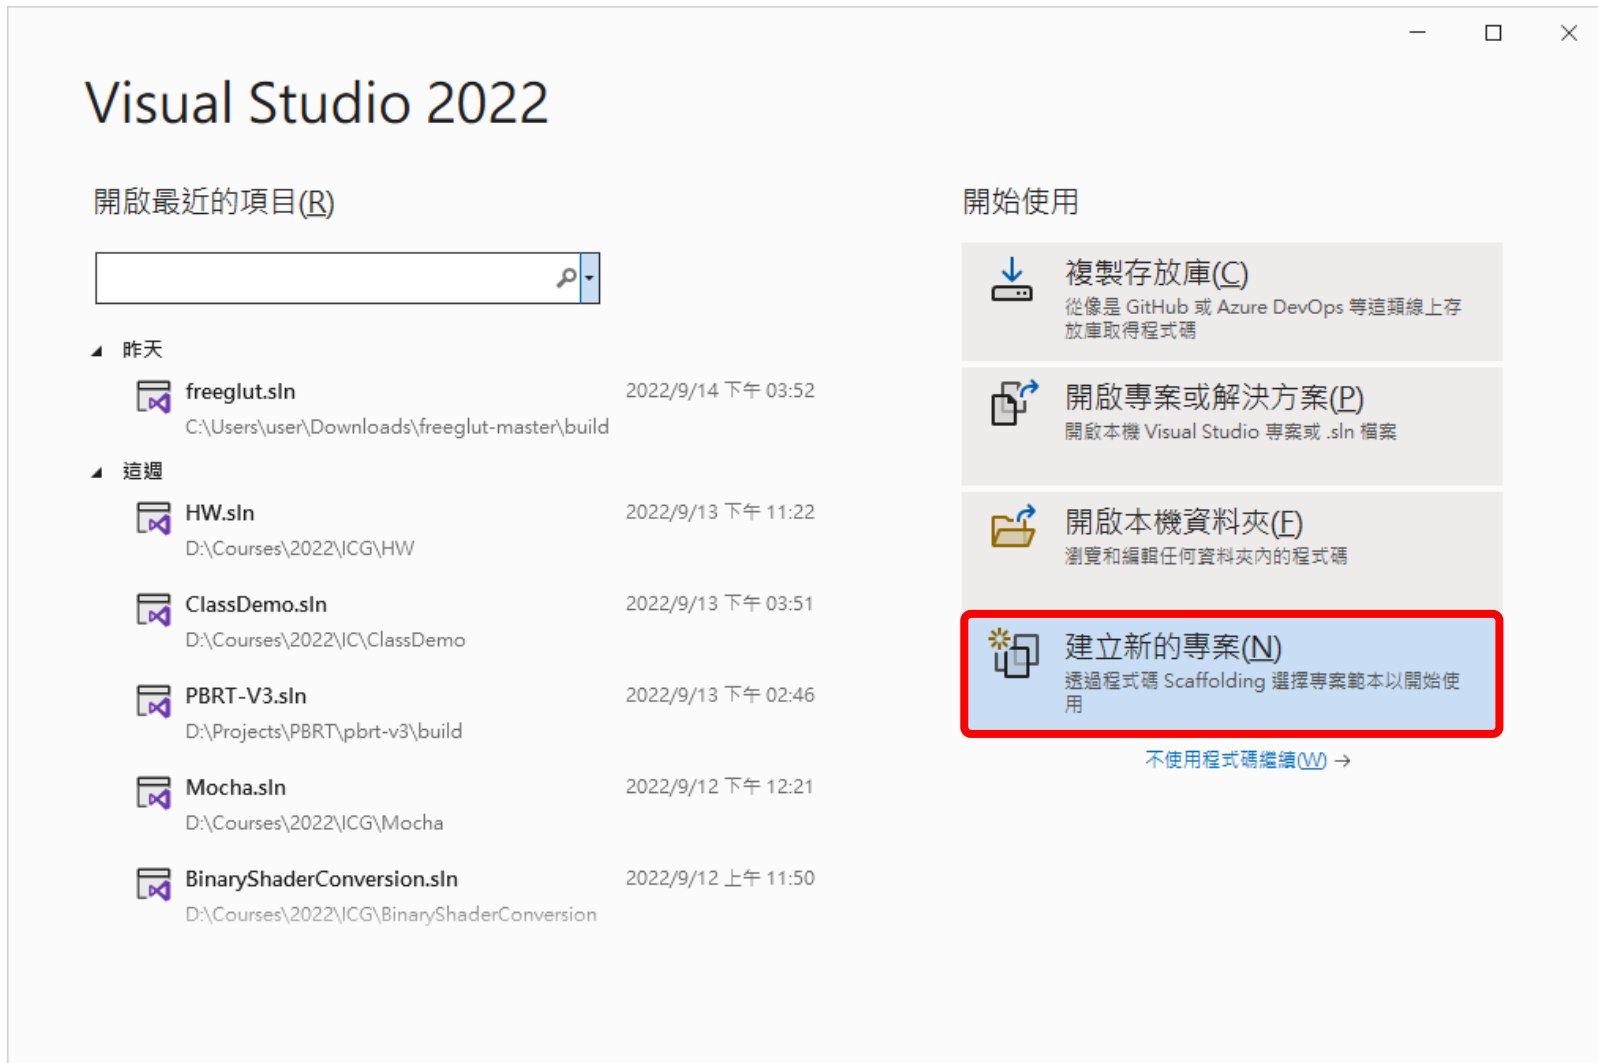 Visual Studio 2022
開啟最近的項目(R)
昨天
freeglut.sln 2022/9/14 下午 03:52
C:\Users\user\Downloads\freeglut-master\build
這週
HW.sln 2022/9/13 下午 11:22
D:\Courses\2022\ICG\HW
ClassDemo.sln 2022/9/13 下午 03:51
D:\Courses\2022\IC\ClassDemo
PBRT-V3.sln 2022/9/13 下午 02:46
D:\Projects\PBRT\pbrt-v3\build
Mocha.sln 2022/9/12 下午 12:21
D:\Courses\2022\ICG\Mocha
BinaryShaderConversion.sln 2022/9/12 上午 11:50
D:\Courses\2022\ICG\BinaryShaderConversion
開始使用
複製存放庫(C)
從像是 GitHub 或 Azure DevOps 等這類線上存
放庫取得程式碼
開啟專案或解決方案(P)
開啟本機 Visual Studio 專案或 .sln 檔案
開啟本機資料夾(F)
瀏覽和編輯任何資料夾內的程式碼
建立新的專案(N)
透過程式碼 Scaffolding 選擇專案範本以開始使
用
不使用程式碼繼續(W) →